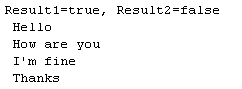 Result1=true, Result2=false
Hello
How are you
I'm fine
Thanks